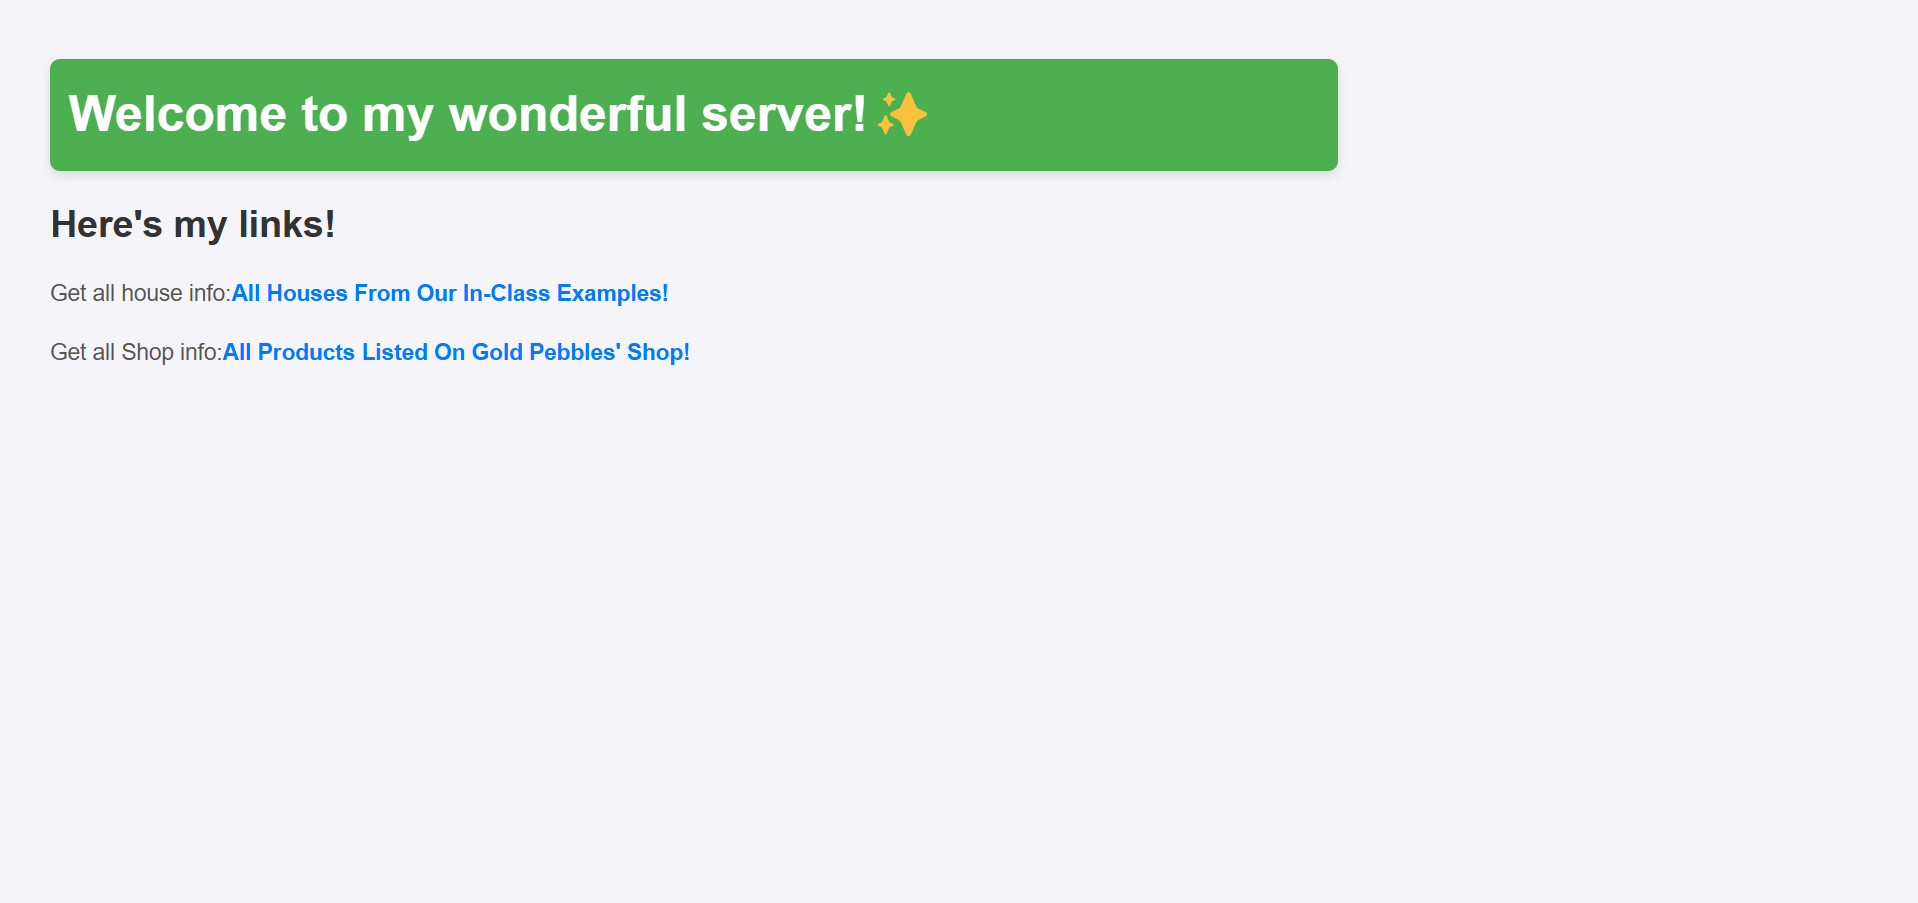 Welcome to my wonderful server!✨
Here's my links!
Get all house info:All Houses From Our In-Class Examples!
Get all Shop info:All Products Listed On Gold Pebbles' Shop!